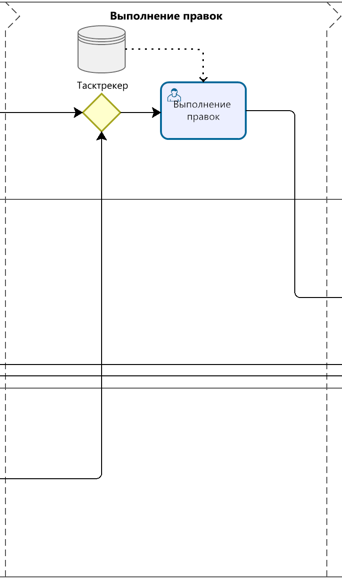 Выполнение правок
Тасктрекер
Выполнение
правок